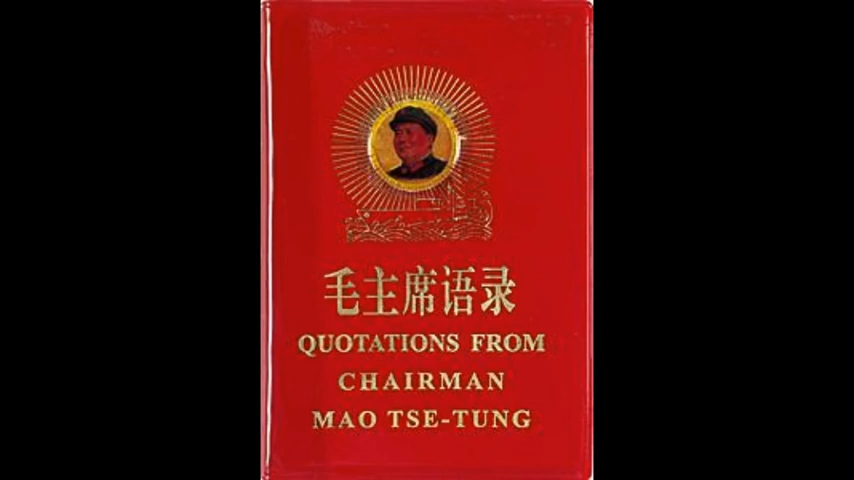 毛主席语录
QUOTATIONS FROM
CHAIRMAN
MAO TSE-TUNG